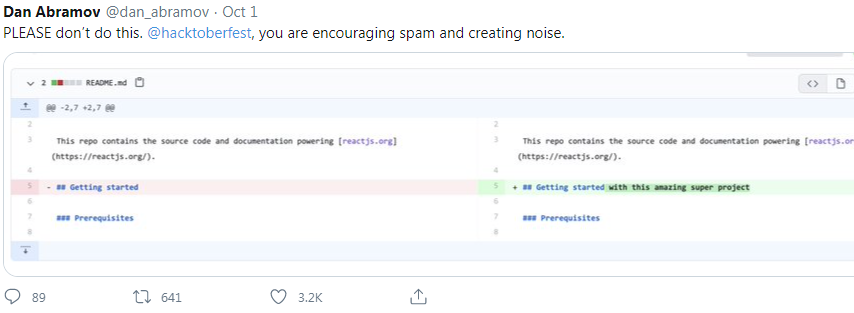 Dan Abramov @dan_abramov · Oct 1
PLEASE don't do this. @hacktoberfest, you are encouraging spam and creating noise.
2 README.md
@@ -2,7 +2,7 @@
2 2
3 This repo contains the source code and documentation powering [reactjs.org] 3 This repo contains the source code and documentation powering [reactjs.or
(https://reactjs.org/). (https://reactjs.org/).
4 4
5 - ## Getting started 5 + ## Getting started with this amazing super project
6 6
7 ### Prerequisites 7 ### Prerequisites
8 8
89 641 3.2K